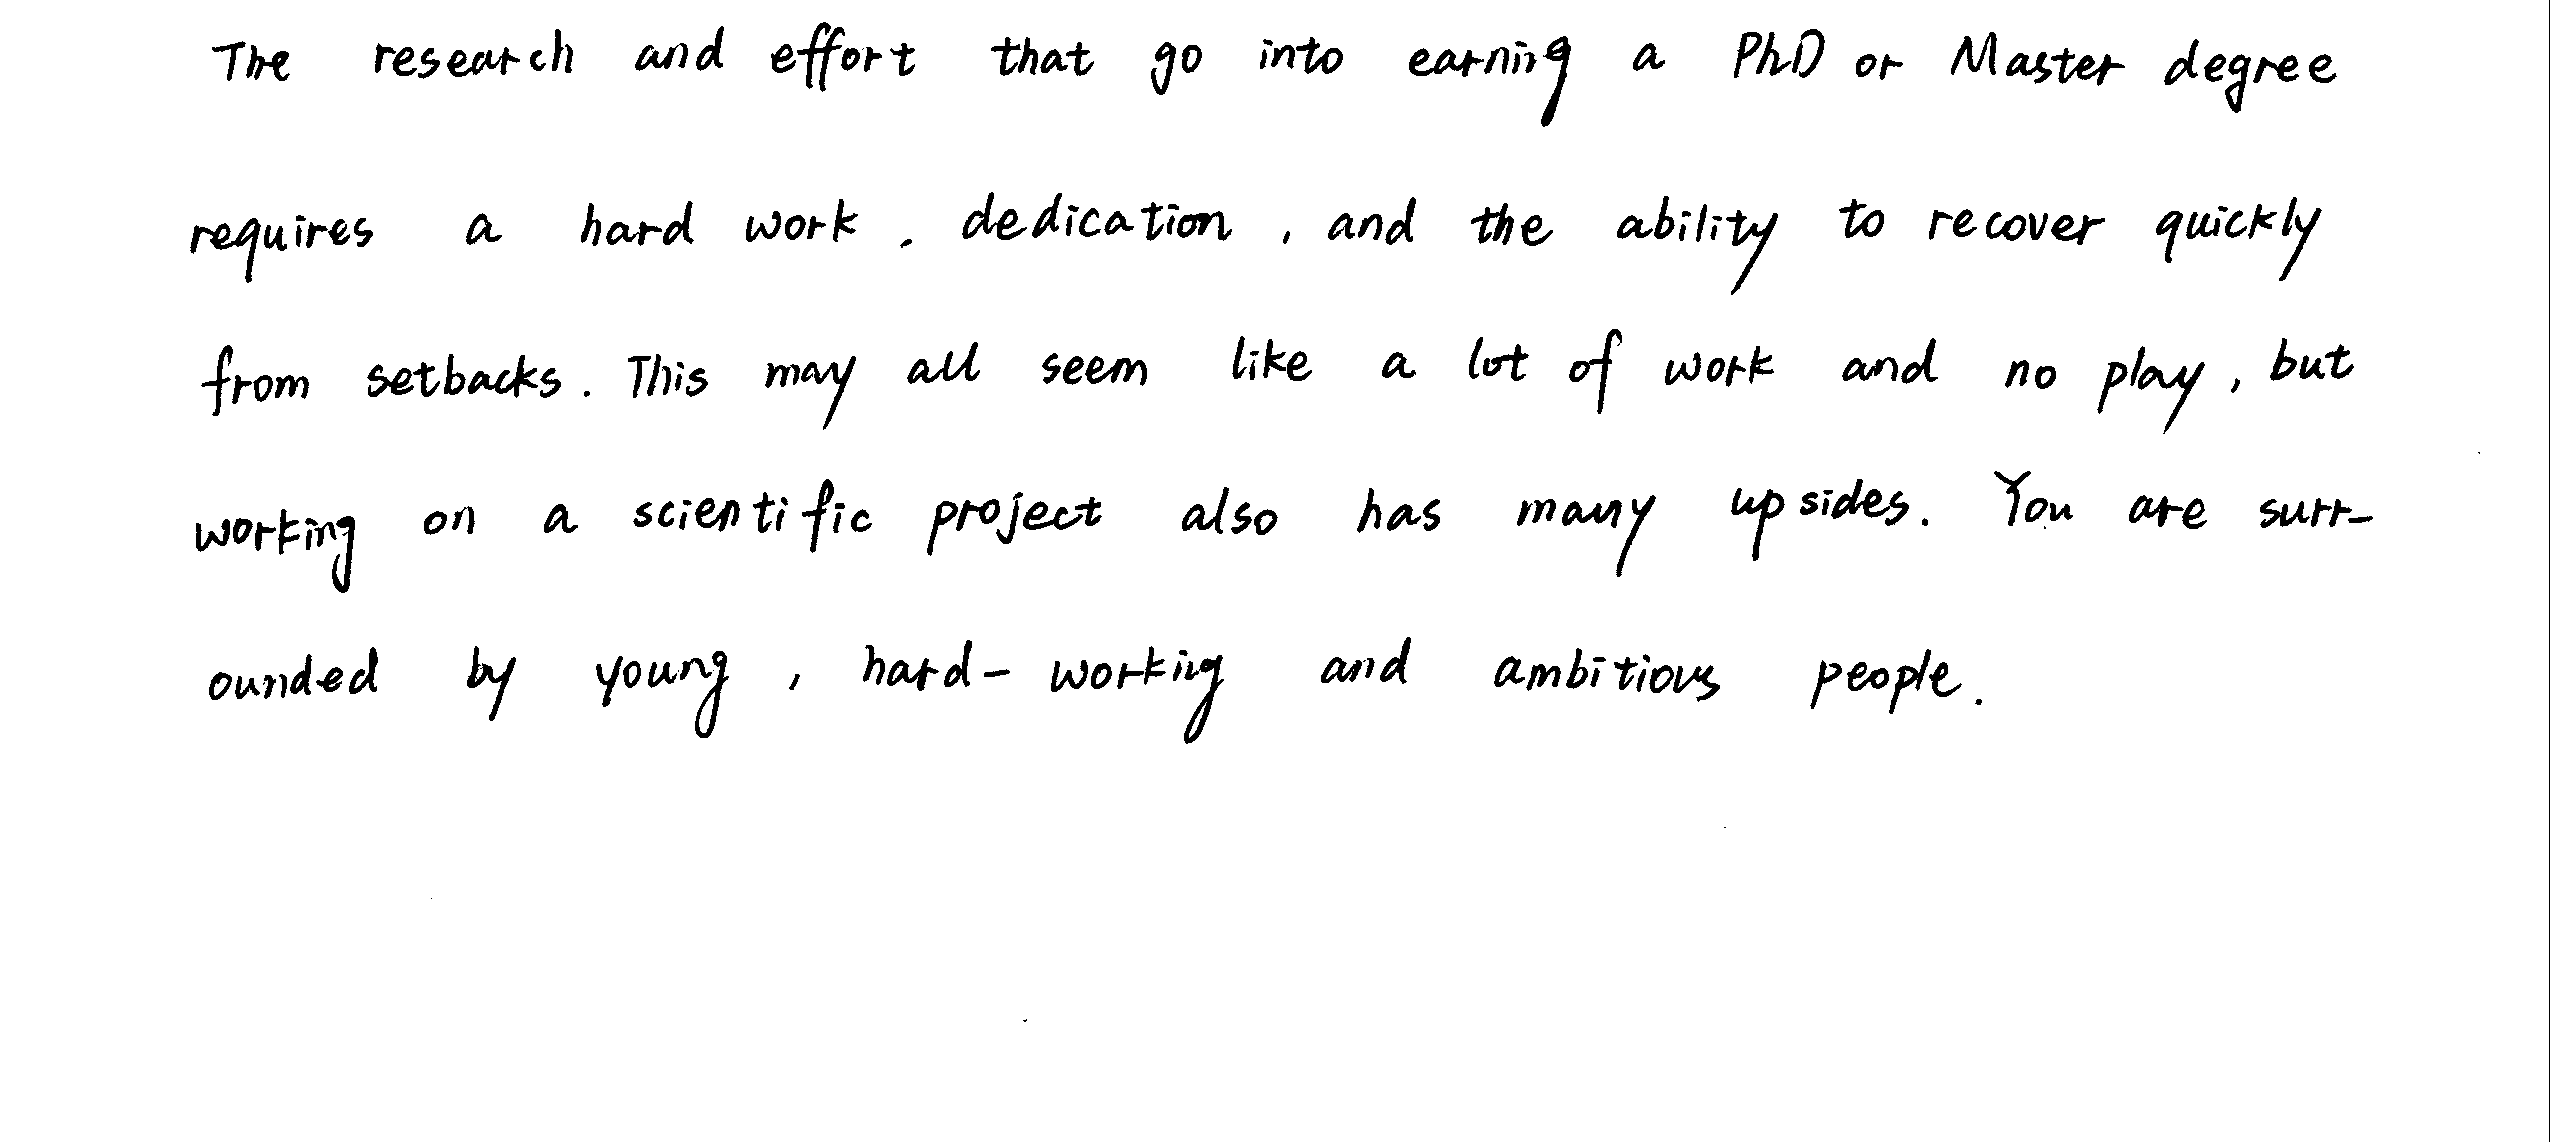 The research and effort that go into earning a PhD or Master degree
requires a hard work, dedication, and the ability to recover quickly
from setbacks. This may all seem like a lot of work and no play, but
working on a scientific project also has many upsides. You are surr-
ounded by young, hard-working and ambitious people.